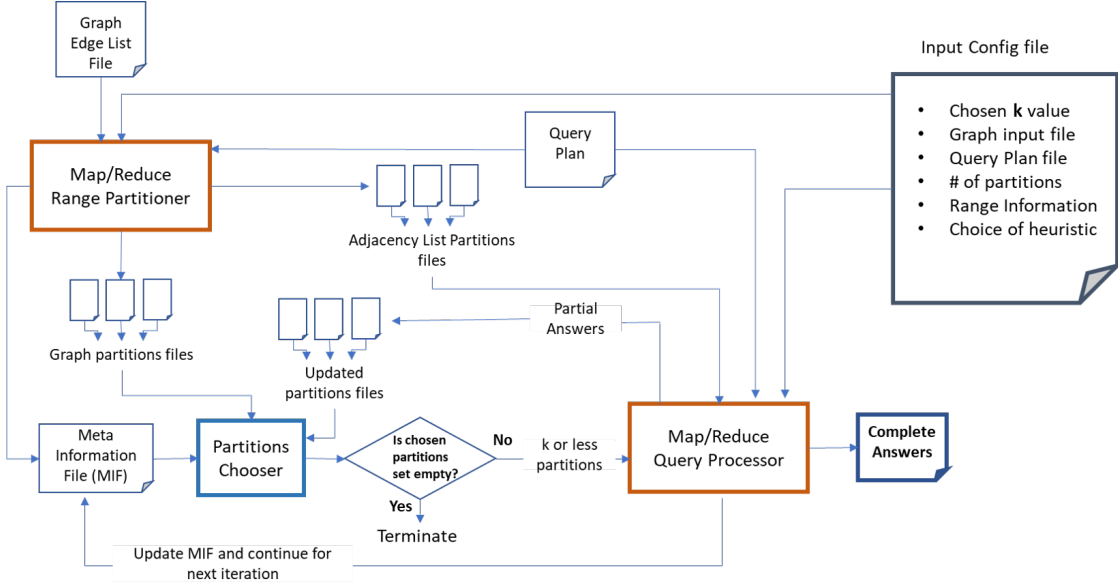 Graph
Edge List
File
Input Config file
• Chosen k value
• Graph input file
• Query Plan file
• # of partitions
• Range Information
• Choice of heuristic
Query
Plan
Map/Reduce
Range Partitioner
Adjacency List Partitions
files
Partial
Answers
Graph partitions files
Updated
partitions files
Meta
Information
File (MIF)
Partitions
Chooser
Is chosen
partitions
set empty?
No
k or less
partitions
Map/Reduce
Query Processor
Complete
Answers
Yes
Terminate
Update MIF and continue for
next iteration